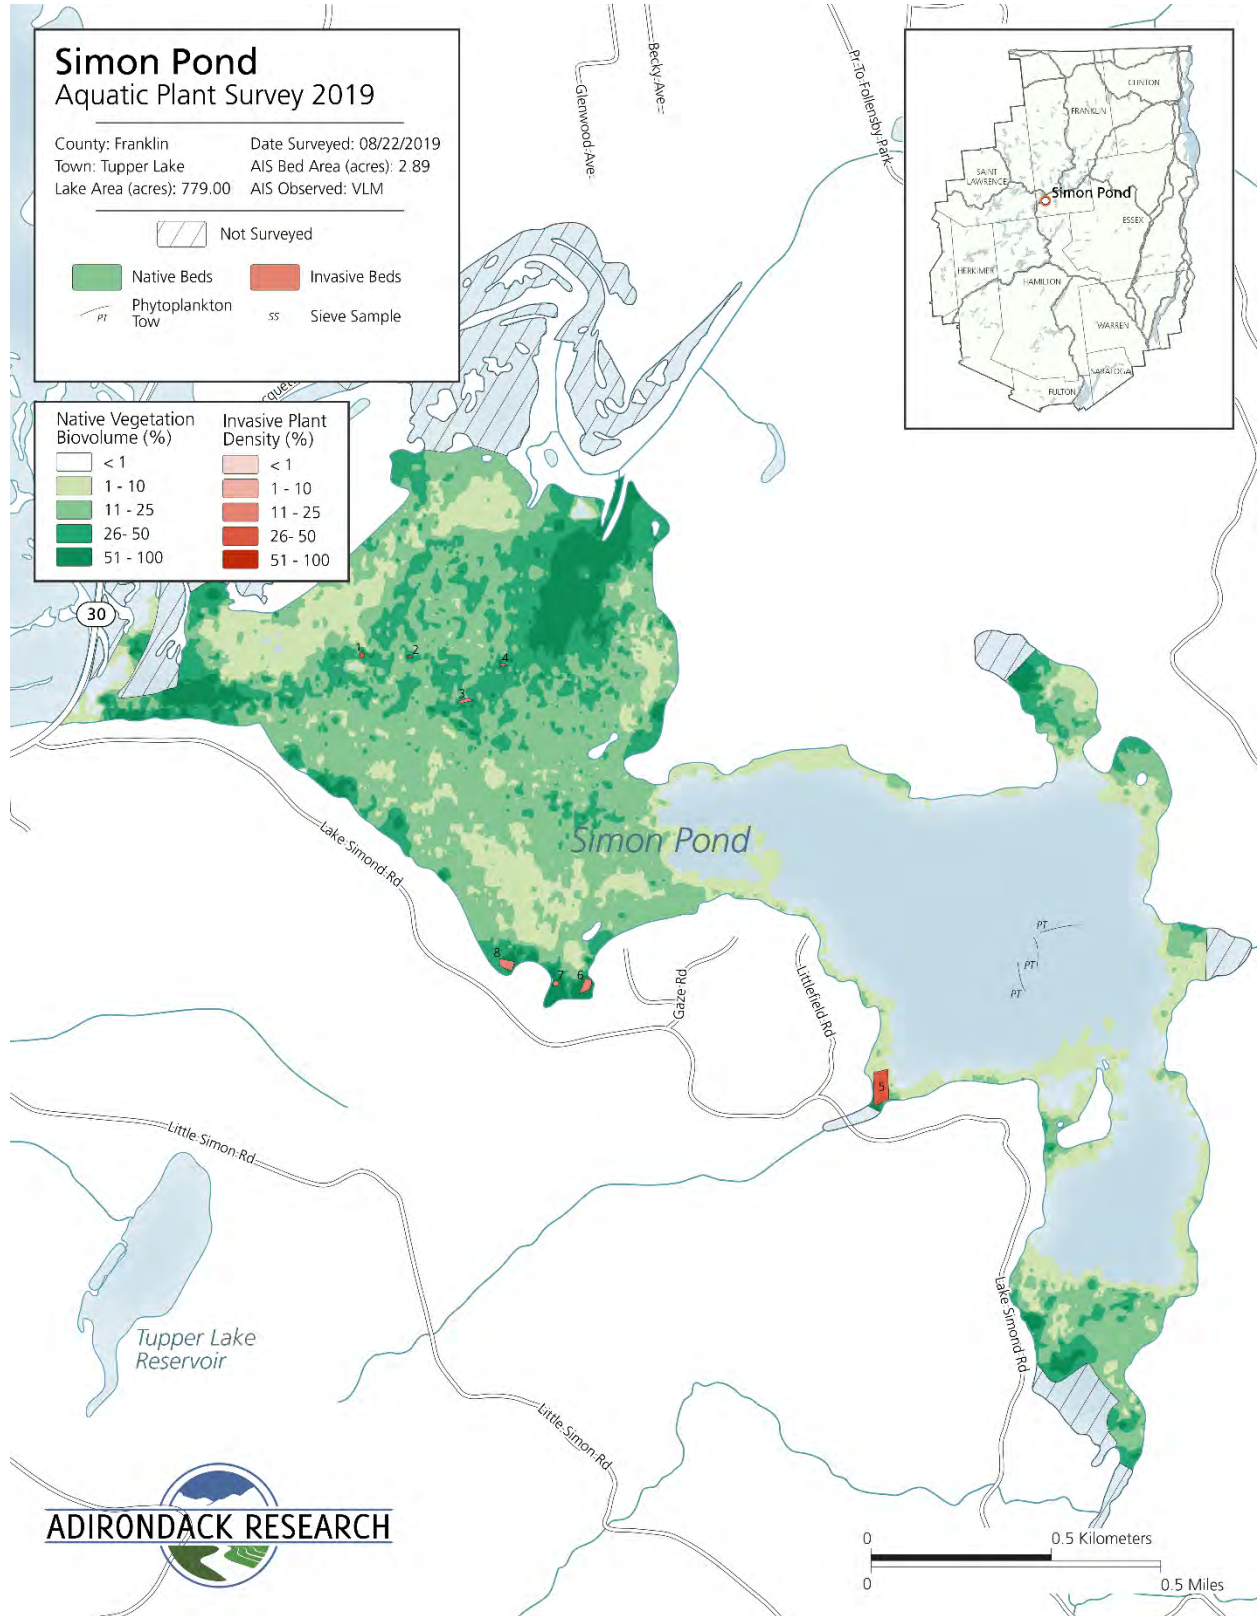 Simon Pond
Aquatic Plant Survey 2019
County: Franklin
Date Surveyed: 08/22/2019
Town: Tupper Lake
AIS Bed Area (acres): 2.89
Lake Area (acres): 779.00
AIS Observed: VLM
Not Surveyed
Native Beds
Invasive Beds
PT
Phytoplankton
Tow
SS
Sieve Sample
Native Vegetation
Biovolume (%)
< 1
1 - 10
11 - 25
26- 50
51 - 100
Invasive Plant
Density (%)
< 1
1 - 10
11 - 25
26- 50
51 - 100
Glenwood Ave
Becky Ave
Pr To Follensby Park
CLINTON
FRANKLIN
SAINT
LAWRENCE
Simon Pond
ESSEX
HERKIMER
HAMILTON
WARREN
SARATOGA
FULTON
30
1
2
4
3
Simon Pond
Lake Simond Rd
8
7
6
Gaze Rd
Littlefield Rd
PT
PT
PT
5
Little Simon Rd
Lake Simond Rd
Tupper Lake
Reservoir
Little Simon Rd
ADIRONDACK RESEARCH
0
0.5 Kilometers
0
0.5 Miles